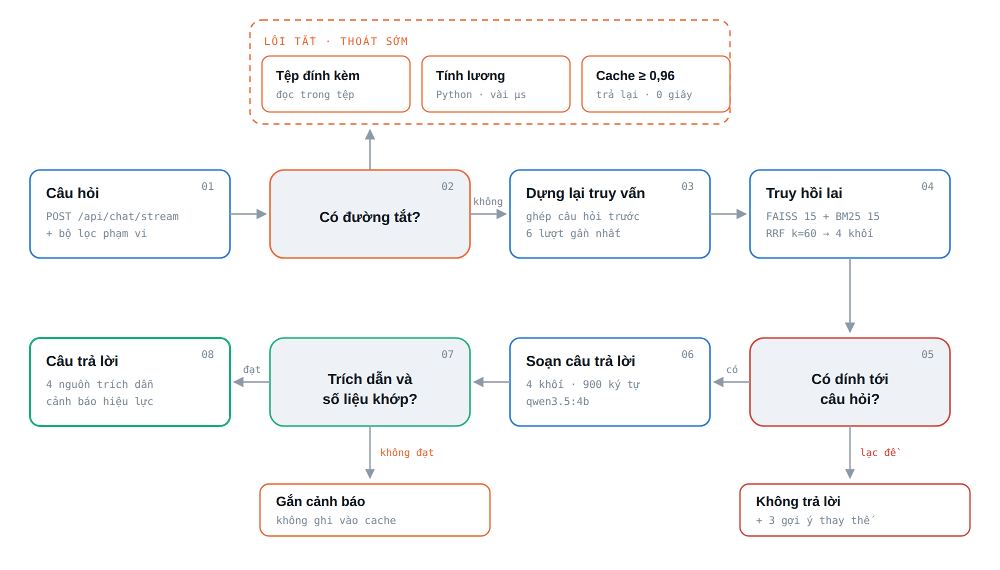 LỐI TẮT · THOÁT SỚM
Tệp đính kèm
đọc trong tệp
Tính lương
Python · vài µs
Cache ≥ 0,96
trả lại · 0 giây
01
Câu hỏi
POST /api/chat/stream
+ bộ lọc phạm vi
02
Có đường tắt?
không
03
Dựng lại truy vấn
ghép câu hỏi trước
6 lượt gần nhất
04
Truy hồi lai
FAISS 15 + BM25 15
RRF k=60 → 4 khối
05
Có dính tới
câu hỏi?
có
06
Soạn câu trả lời
4 khối · 900 ký tự
qwen3.5:4b
07
Trích dẫn và
số liệu khớp?
đạt
08
Câu trả lời
4 nguồn trích dẫn
cảnh báo hiệu lực
không đạt
Gắn cảnh báo
không ghi vào cache
lạc đề
Không trả lời
+ 3 gợi ý thay thế